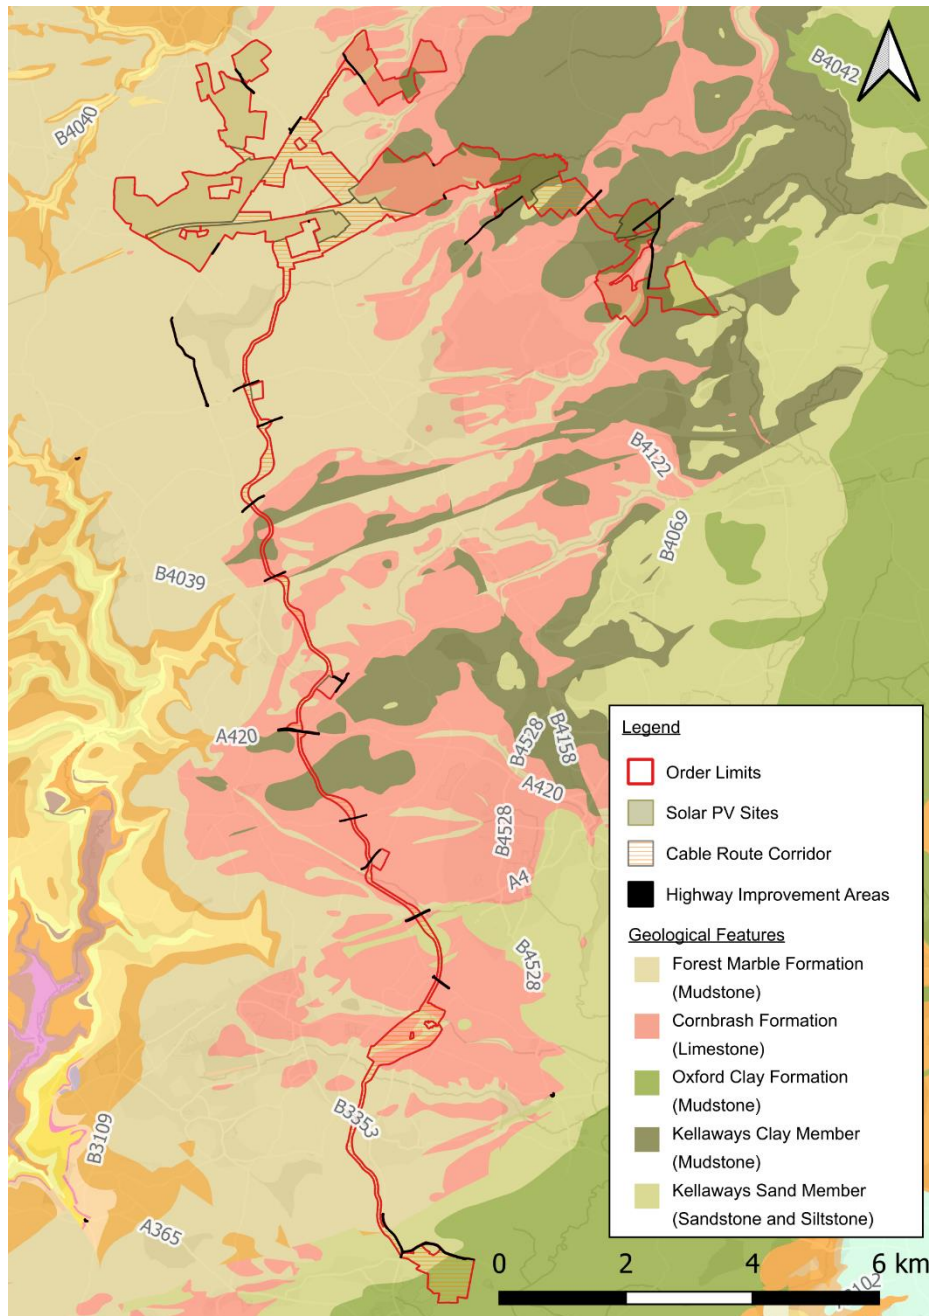 B4042
B4040
B4122
B4069
B4039
A420
B4528
B4158
A420
B4528
A4
B4528
B3353
B3109
A365
Legend
Order Limits
Solar PV Sites
Cable Route Corridor
Highway Improvement Areas
Geological Features
Forest Marble Formation
(Mudstone)
Cornbrash Formation
(Limestone)
Oxford Clay Formation
(Mudstone)
Kellaways Clay Member
(Mudstone)
Kellaways Sand Member
(Sandstone and Siltstone)
0 2 4 6 km